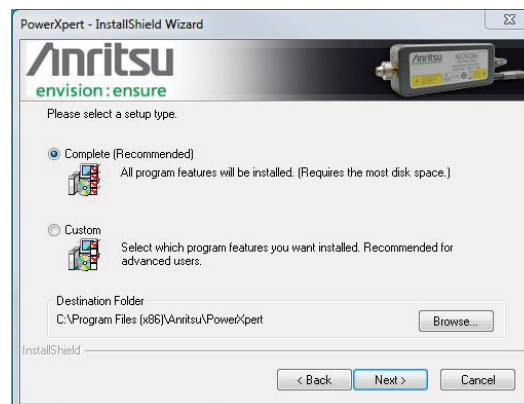 PowerXpert - InstallShield Wizard
Anritsu
envision : ensure
Anritsu
Please select a setup type.
Complete (Recommended)
All program features will be installed. (Requires the most disk space.)
Custom
Select which program features you want installed. Recommended for
advanced users.
Destination Folder
C:\Program Files (x86)\Anritsu\PowerXpert
Browse...
InstallShield
< Back
Next >
Cancel